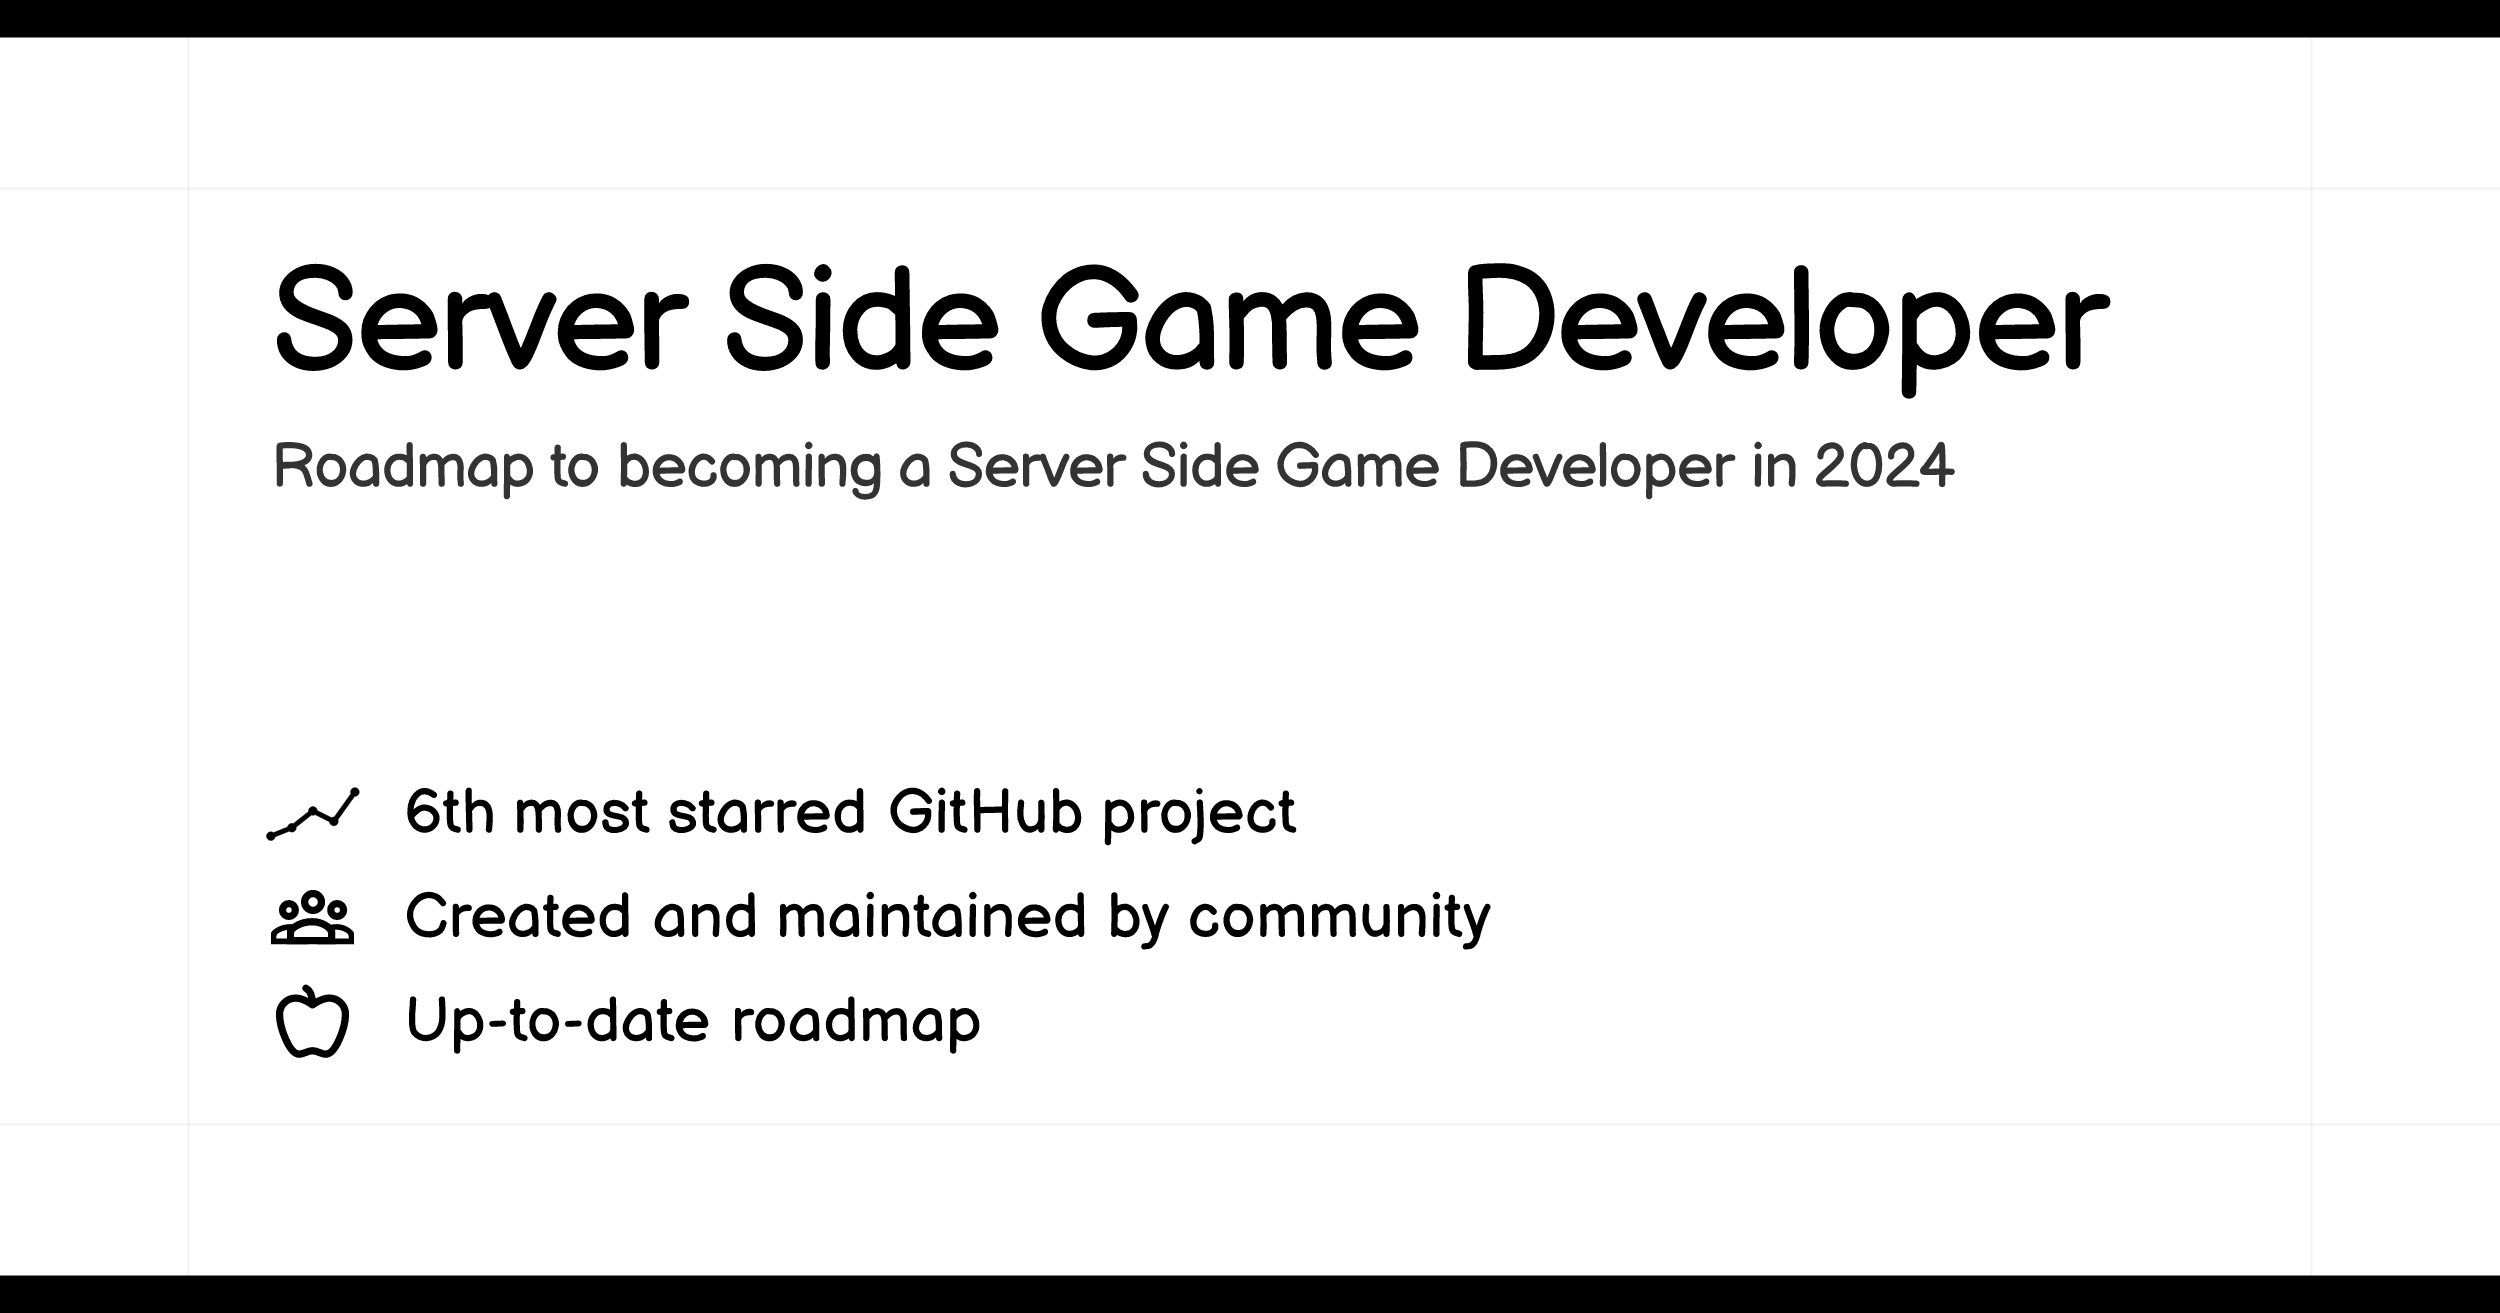 Server Side Game Developer
Roadmap to becoming a Server Side Game Developer in 2024
6th most starred GitHub project
Created and maintained by community
Up-to-date roadmap